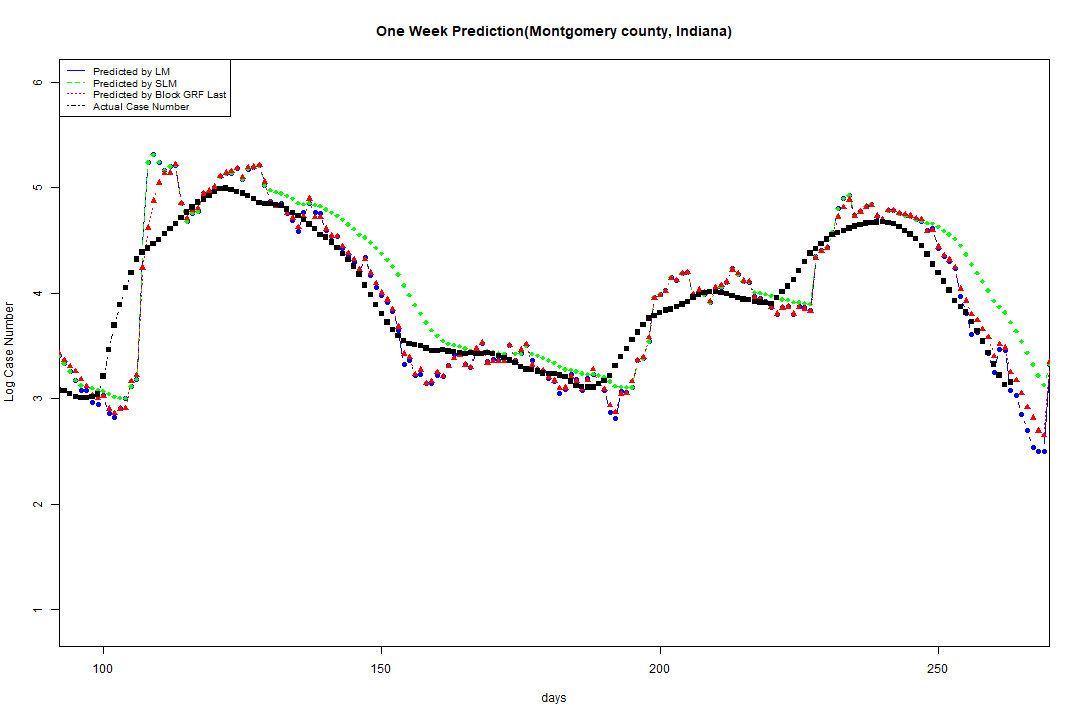 One Week Prediction(Montgomery county, Indiana)
Predicted by LM
Predicted by SLM
Predicted by Block GRF Last
Actual Case Number
6
5
4
3
2
1
Log Case Number
100 150 200 250
days